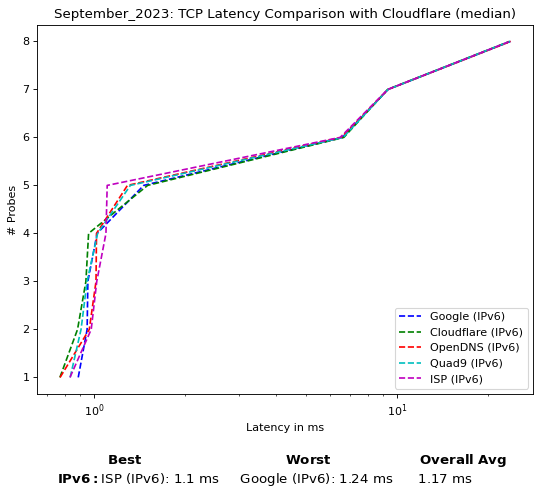 September_2023: TCP Latency Comparison with Cloudflare (median)
8
7
6
5
4
3
2
1
# Probes
10⁰
10¹
Latency in ms
Google (IPv6)
Cloudflare (IPv6)
OpenDNS (IPv6)
Quad9 (IPv6)
ISP (IPv6)
Best Worst Overall Avg
IPv6: ISP (IPv6): 1.1 ms Google (IPv6): 1.24 ms 1.17 ms